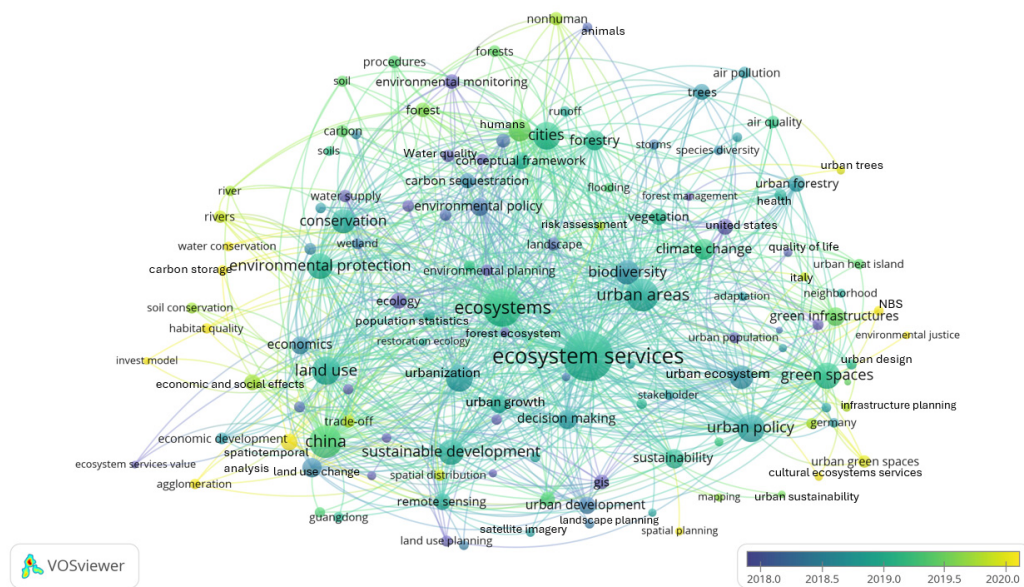 nonhuman
animals
forests
procedures
air pollution
soil
environmental monitoring
trees
forest
runoff
humans
air quality
carbon
cities
forestry
storms
species diversity
soils
Water quality
conceptual framework
urban trees
carbon sequestration
urban forestry
flooding
river
water supply
forest management
health
environmental policy
rivers
conservation
risk assessment
vegetation
united states
water conservation
wetland
landscape
climate change
quality of life
carbon storage
environmental protection
environmental planning
biodiversity
urban heat island
italy
ecology
ecosystems
urban areas
adaptation
neighborhood
NBS
soil conservation
population statistics
green infrastructures
habitat quality
forest ecosystem
restoration ecology
urban population
environmental justice
economics
ecosystem services
invest model
urban design
land use
urbanization
urban ecosystem
green spaces
economic and social effects
stakeholder
urban growth
infrastructure planning
trade-off
decision making
germany
economic development
china
urban policy
spatiotemporal
analysis
sustainable development
sustainability
ecosystem services value
land use change
urban green spaces
spatial distribution
cultural ecosystems services
agglomeration
gis
remote sensing
urban development
mapping
urban sustainability
guangdong
landscape planning
satellite imagery
spatial planning
land use planning
VOSviewer
2018.0 2018.5 2019.0 2019.5 2020.0